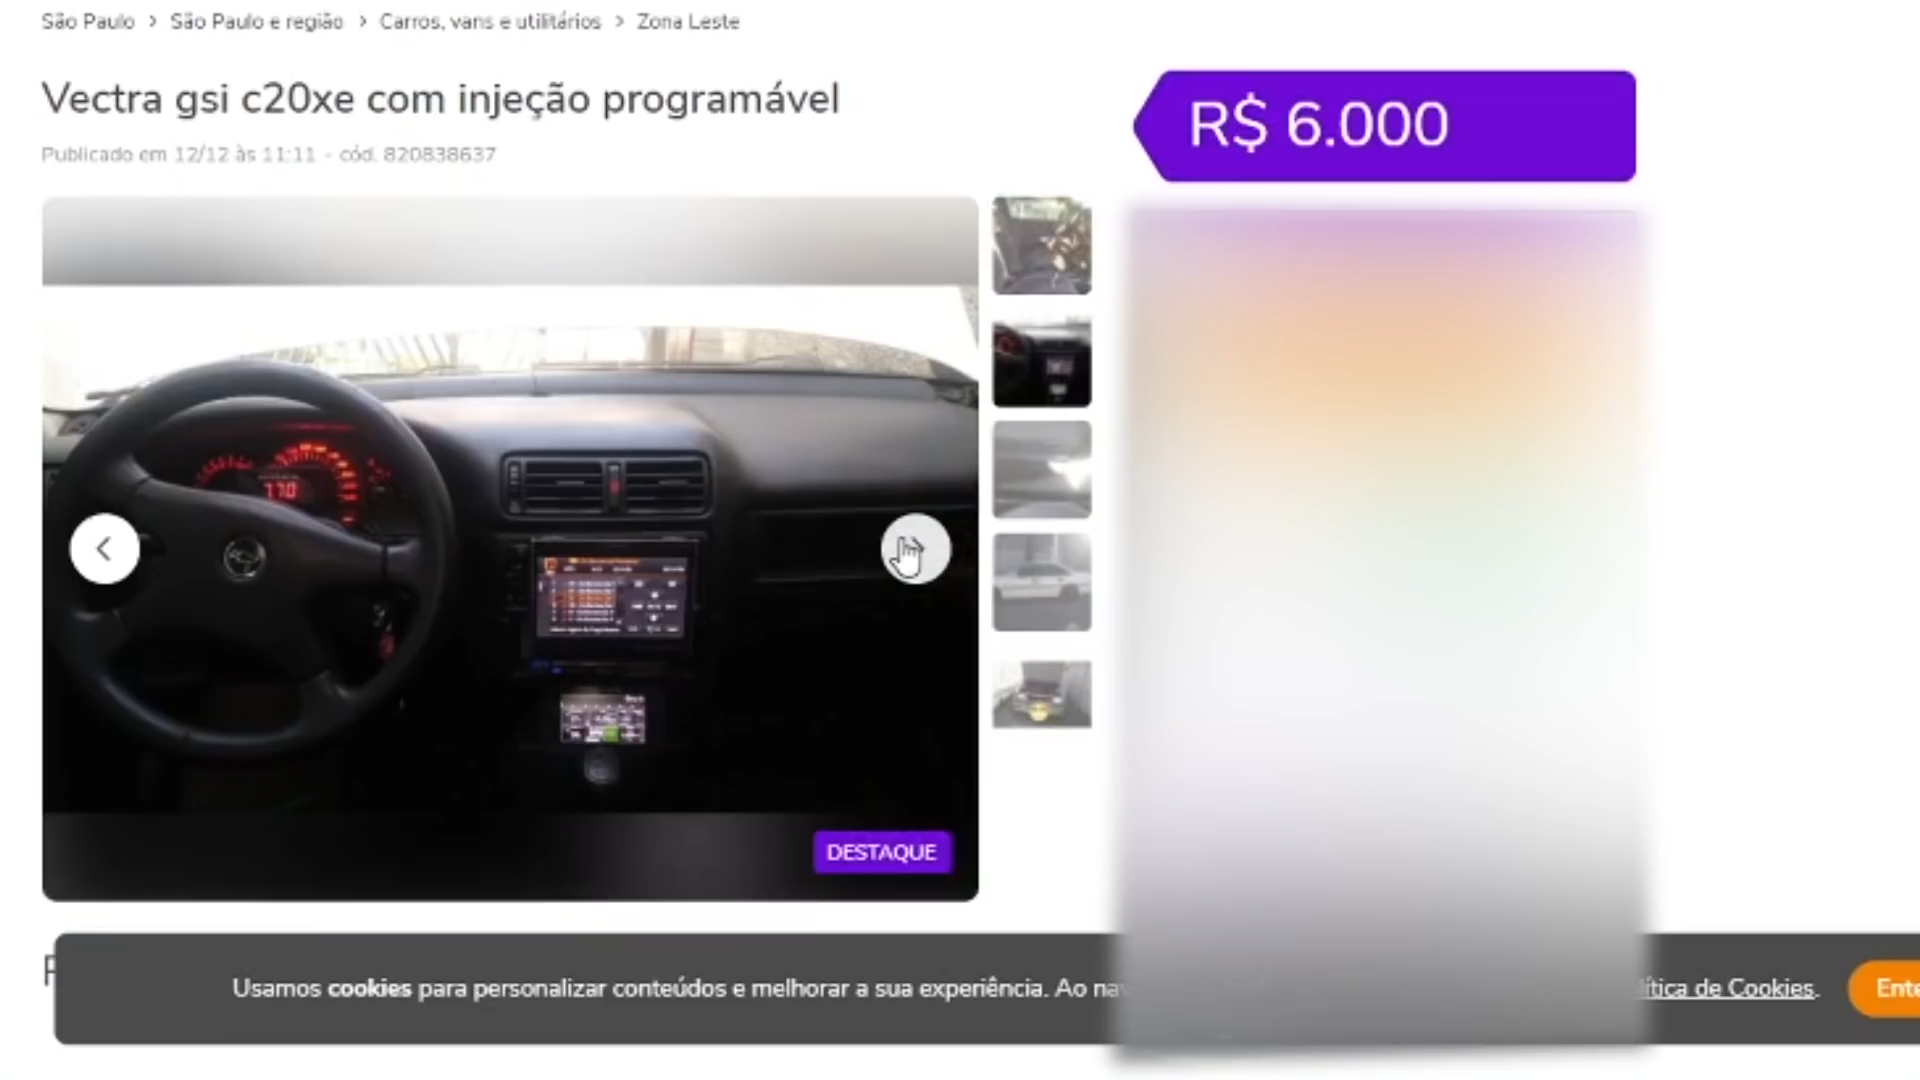 São Paulo > São Paulo e região > Carros, vans e utilitários > Zona Leste
Vectra gsi c20xe com injeção programável
R$ 6.000
Publicado em 12/12 às 11:11 - cód. 820838637
770
DESTAQUE
Usamos cookies para personalizar conteúdos e melhorar a sua experiência. Ao na
lítica de Cookies.
Ente